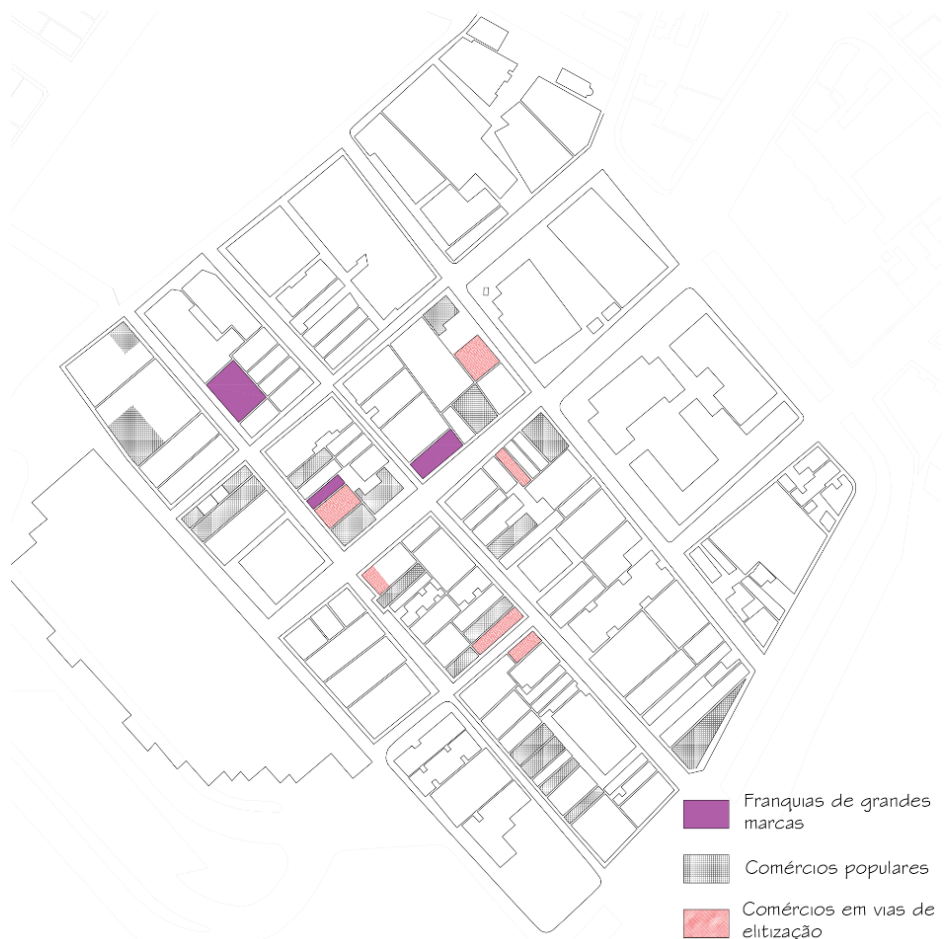 Franquias de grandes
marcas
Comércios populares
Comércios em vias de
elitização